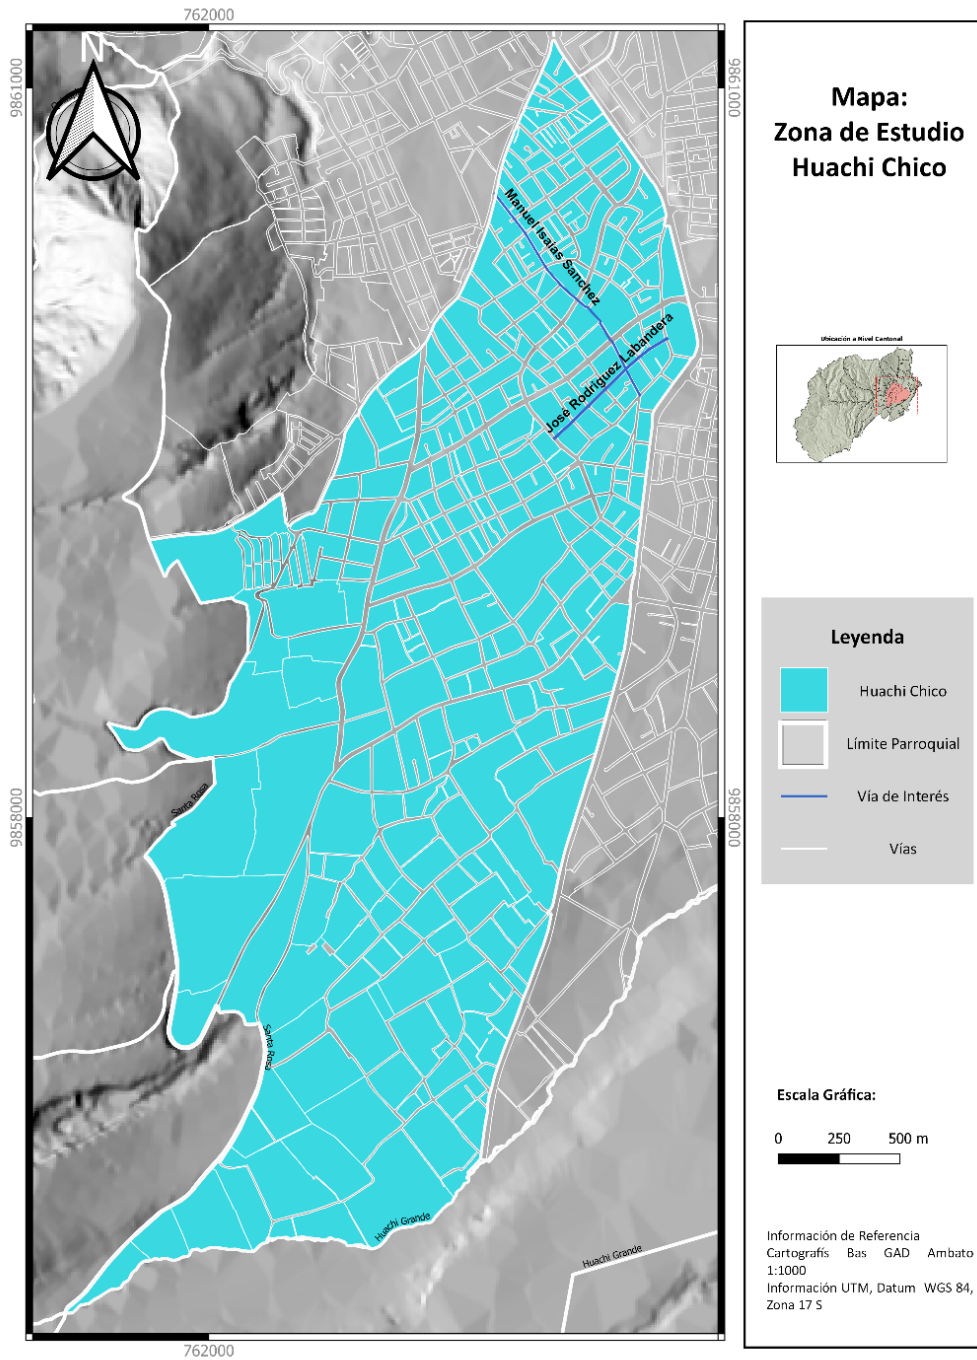 762000
9861000
N
9861000
Manuel Isaias Sanchez
José Rodríguez Labandera
Santa Rosa
9858000
9858000
Santa Rosa
Huachi Grande
Huachi Grande
762000
Mapa:
Zona de Estudio
Huachi Chico
Ubicación a Nivel Cantonal
Leyenda
Huachi Chico
Límite Parroquial
Vía de Interés
Vías
Escala Gráfica:
0 250 500 m
Información de Referencia
Cartografís Bas GAD Ambato
1:1000
Información UTM, Datum WGS 84,
Zona 17 S